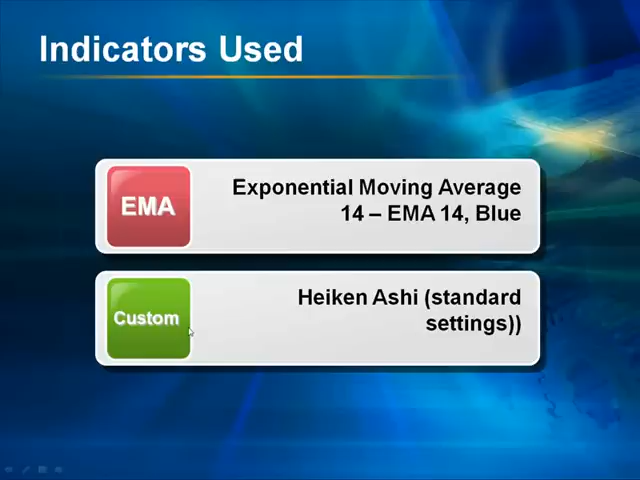 Indicators Used
EMA
Exponential Moving Average
14 – EMA 14, Blue
Custom
Heiken Ashi (standard
settings))